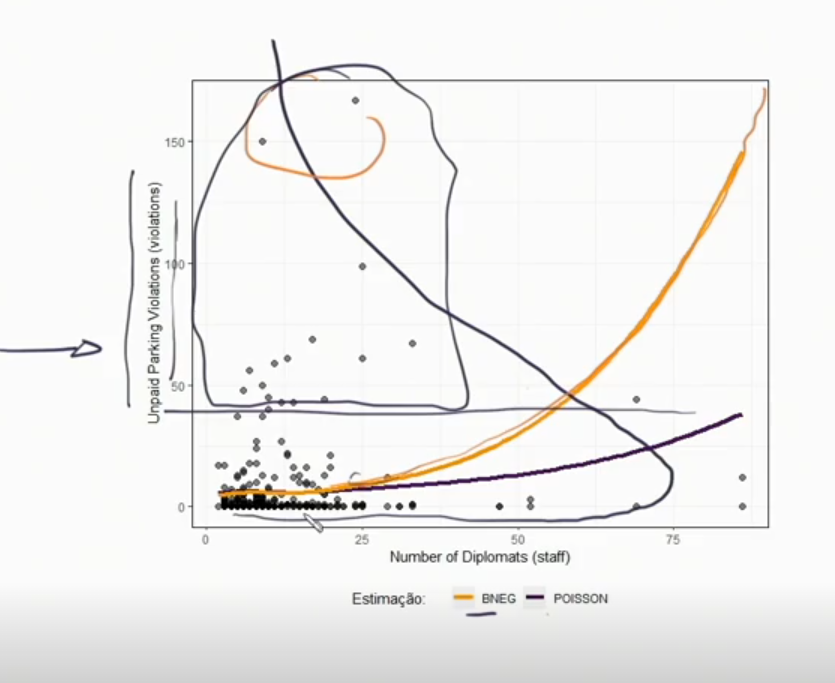 Unpaid Parking Violations (violations)
150
100
50
0
0 25 50 75
Number of Diplomats (staff)
Estimação: BNEG POISSON